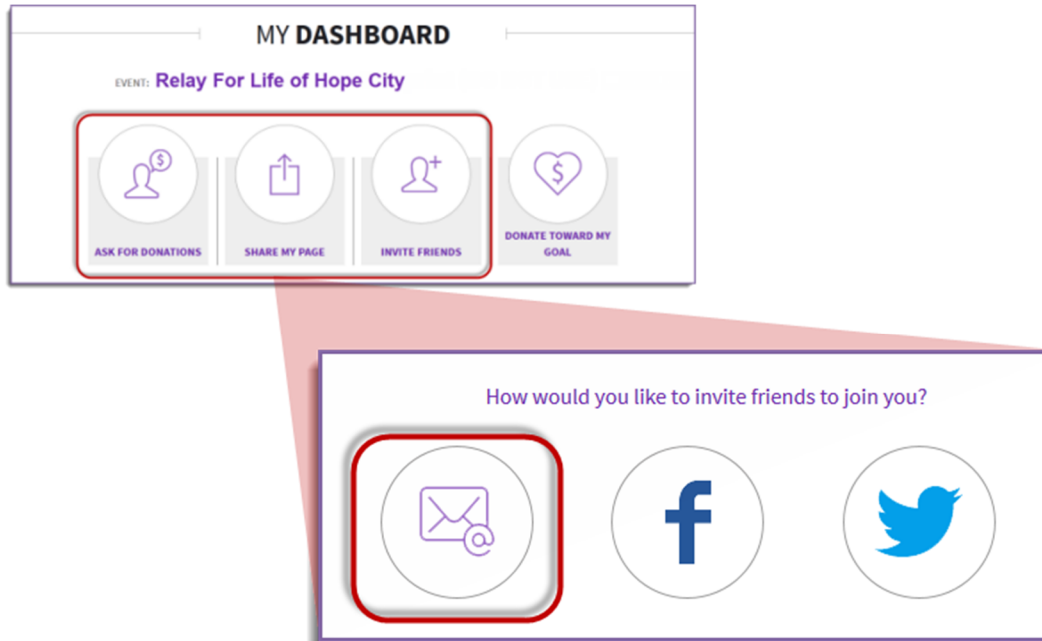 MY DASHBOARD
EVENT: Relay For Life of Hope City
$ $
ASK FOR DONATIONS SHARE MY PAGE INVITE FRIENDS DONATE TOWARD MY
GOAL
How would you like to invite friends to join you?
@ f